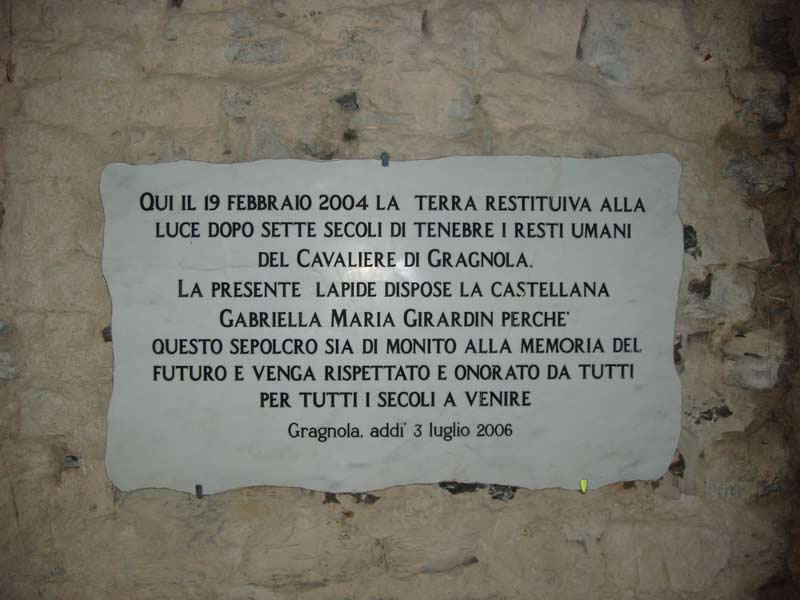 QUI IL 19 FEBBRAIO 2004 LA TERRA RESTITUIVA ALLA
LUCE DOPO SETTE SECOLI DI TENEBRE I RESTI UMANI
DEL CAVALIERE DI GRAGNOLA.
LA PRESENTE LAPIDE DISPOSE LA CASTELLANA
GABRIELLA MARIA GIRARDIN PERCHE'
QUESTO SEPOLCRO SIA DI MONITO ALLA MEMORIA DEL
FUTURO E VENGA RISPETTATO E ONORATO DA TUTTI
PER TUTTI I SECOLI A VENIRE
Gragnola, addi' 3 luglio 2006